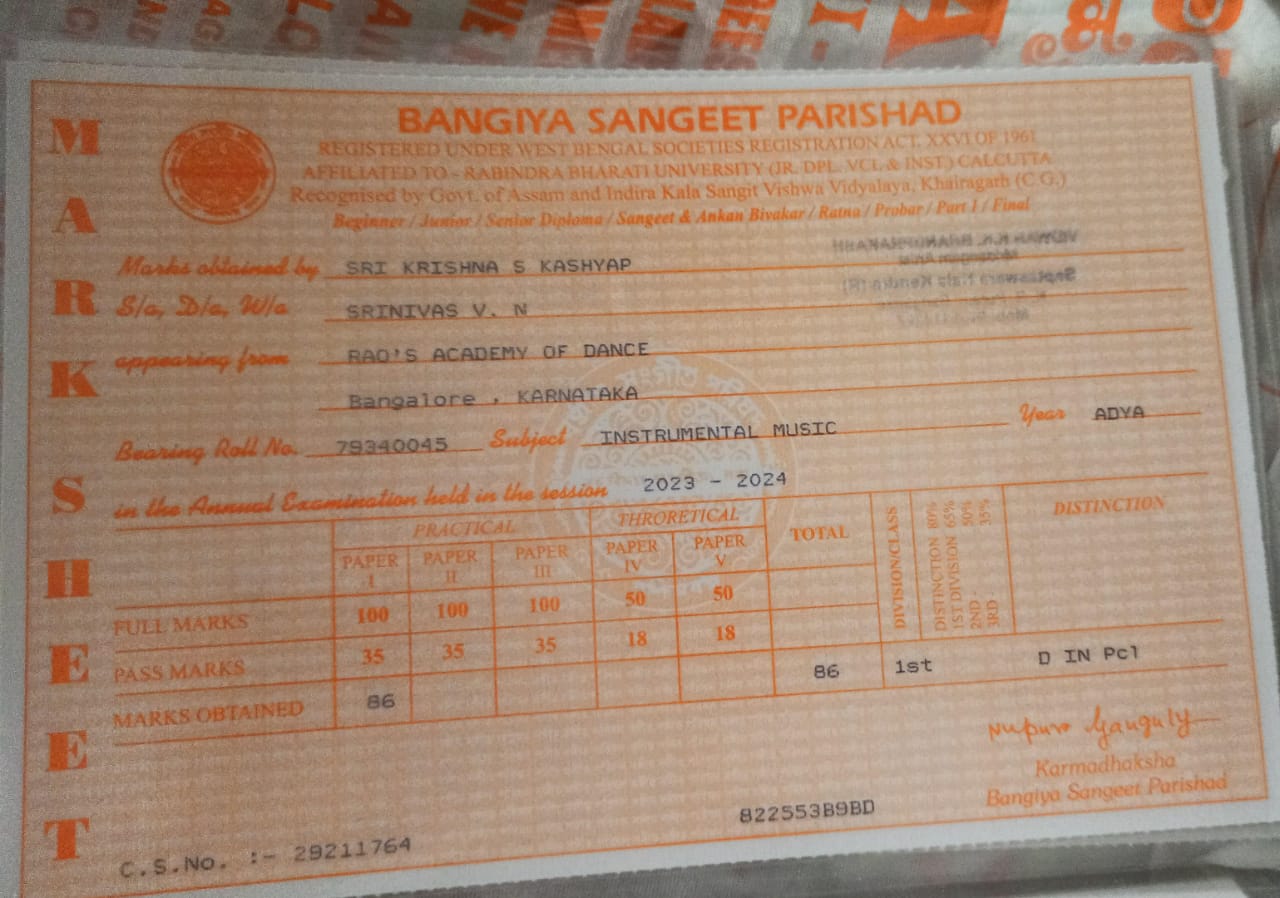 MARKSHEET
BANGIYA SANGEET PARISHAD
REGISTERED UNDER WEST BENGAL SOCIETIES REGISTRATION ACT. XXVI OF 1961
AFFILIATED TO - RABINDRA BHARATI UNIVERSITY (JR. DPL. VCL & INST.) CALCUTTA
Recognised by Govt. of Assam and Indira Kala Sangit Vishwa Vidyalaya, Khairagarh (C.G.)
Beginner / Junior / Senior Diploma / Sangeet & Ankan Bivakar / Ratna / Probar / Part I / Final
Marks obtained by SRI KRISHNA S KASHYAP
S/a, D/a, W/a SRINIVAS V. N
appearing from RAO'S ACADEMY OF DANCE
Bangalore , KARNATAKA
Bearing Roll No. 79340045 Subject INSTRUMENTAL MUSIC Year ADYA
in the Annual Examination held in the session 2023 - 2024
PRACTICAL THRORETICAL TOTAL DIVISION/CLASS DISTINCTION 80% 1ST DIVISION 65% 2ND - 50% 3RD - 35% DISTINCTION
PAPER I PAPER II PAPER III PAPER IV PAPER V
FULL MARKS 100 100 100 50 50
PASS MARKS 35 35 35 18 18
MARKS OBTAINED 86 86 1st D IN Pcl
Nupur Ganguly
Karmadhaksha
Bangiya Sangeet Parishad
822553B9BD
C.S.No. :- 29211764